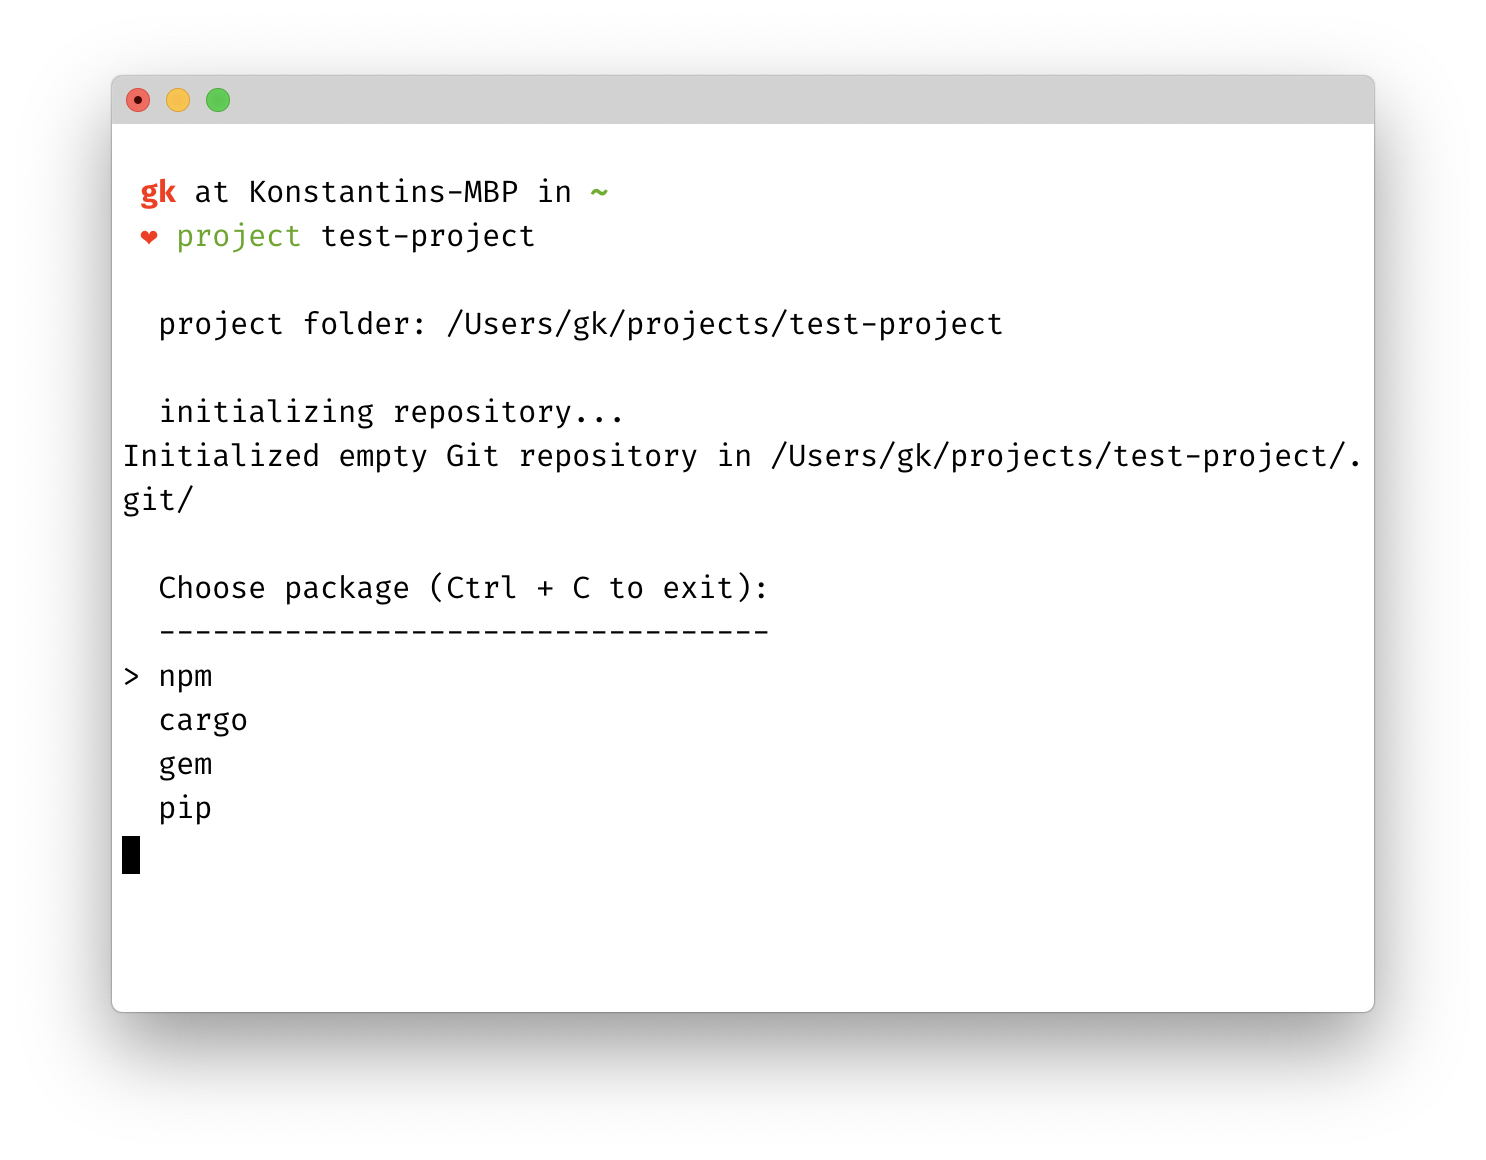 gk at Konstantins-MBP in ~
❤ project test-project
project folder: /Users/gk/projects/test-project
initializing repository...
Initialized empty Git repository in /Users/gk/projects/test-project/.
git/
Choose package (Ctrl + C to exit):
----------------------------------
> npm
cargo
gem
pip